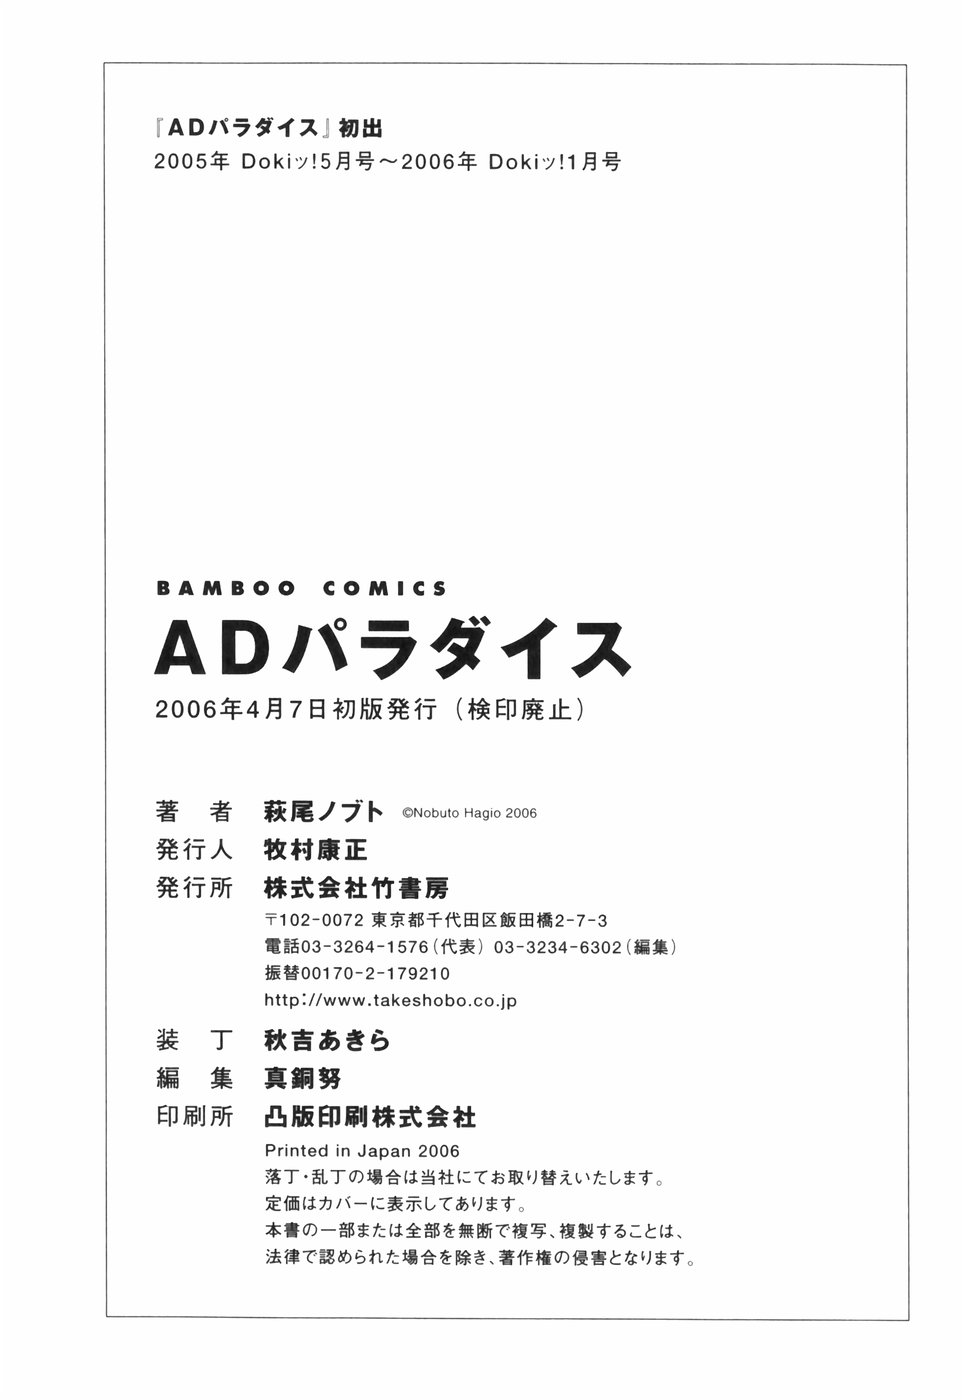 『ADパラダイス』初出
2005年 Dokiッ!5月号～2006年 Dokiッ!1月号
BAMBOO COMICS
ADパラダイス
2006年4月7日初版発行（検印廃止）
著　者　萩尾ノブト　©Nobuto Hagio 2006
発行人　牧村康正
発行所　株式会社竹書房
〒102-0072 東京都千代田区飯田橋2-7-3
電話03-3264-1576（代表） 03-3234-6302（編集）
振替00170-2-179210
http://www.takeshobo.co.jp
装　丁　秋吉あきら
編　集　真銅努
印刷所　凸版印刷株式会社
Printed in Japan 2006
落丁・乱丁の場合は当社にてお取り替えいたします。
定価はカバーに表示してあります。
本書の一部または全部を無断で複写、複製することは、
法律で認められた場合を除き、著作権の侵害となります。